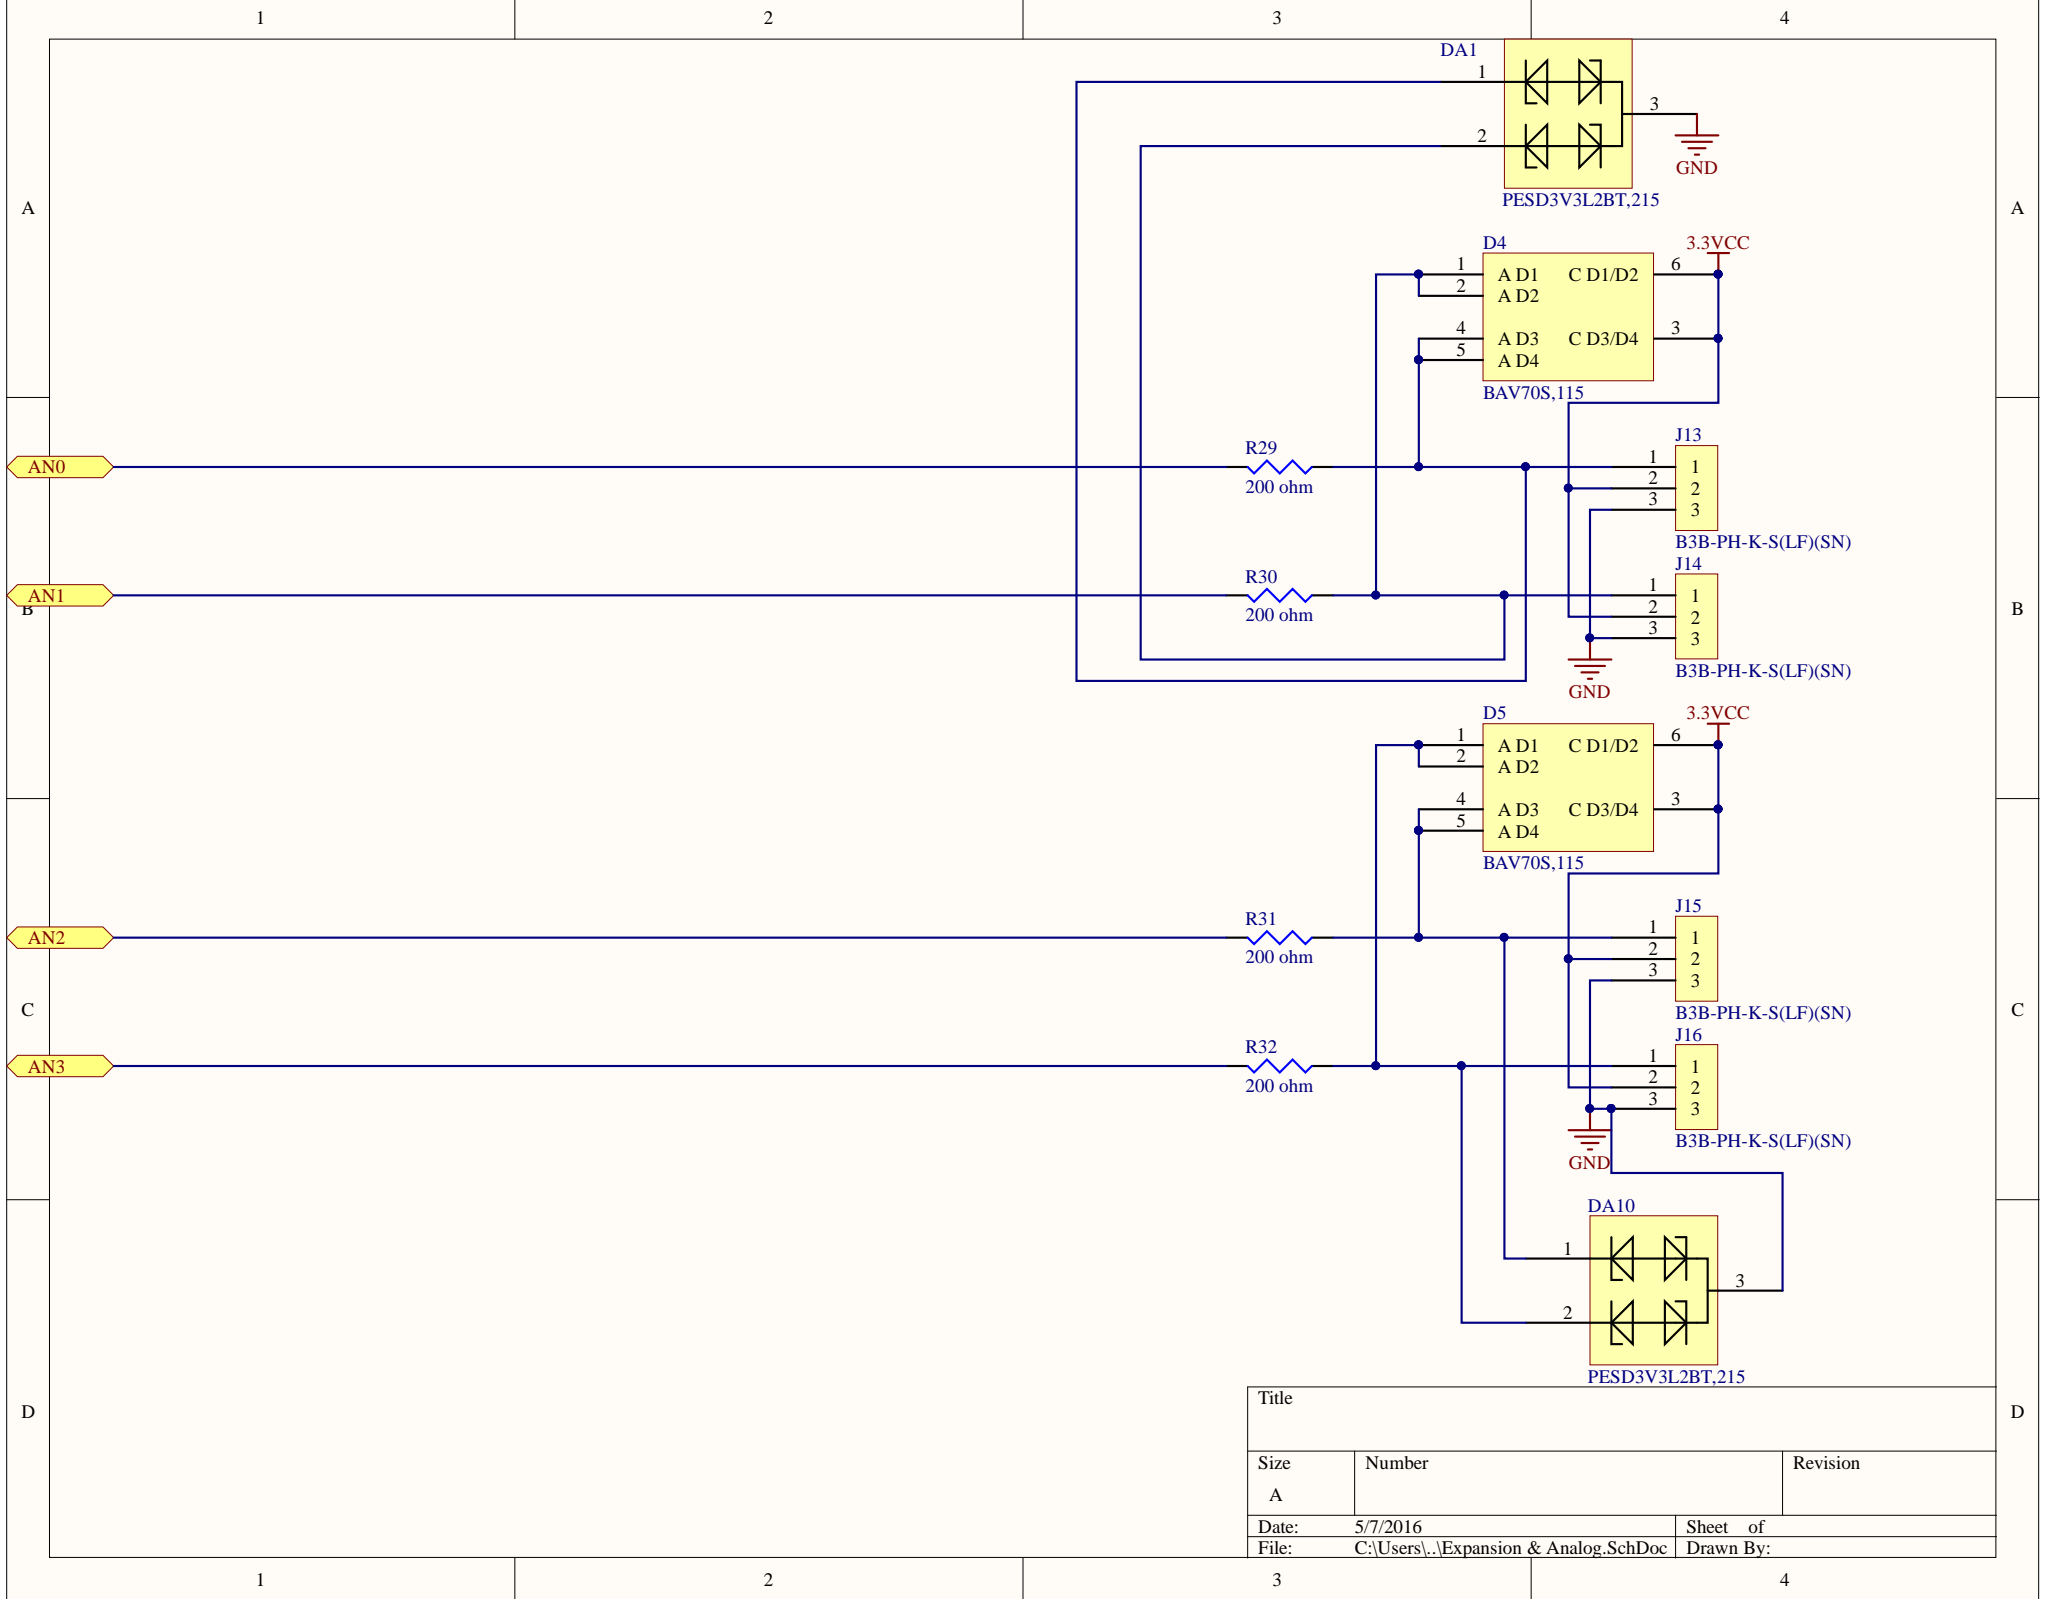 1 2 3 4
DA1
1
3
2
GND
PESD3V3L2BT,215
A A
D4 3.3VCC
1 A D1 C D1/D2 6
2 A D2
4 A D3 C D3/D4 3
5 A D4
BAV70S,115
J13
R29
AN0 1 1
200 ohm 2 2
3 3
B3B-PH-K-S(LF)(SN)
J14
R30
AN1 1 1
B 200 ohm 2 2 B
3 3
B3B-PH-K-S(LF)(SN)
GND
D5 3.3VCC
1 A D1 C D1/D2 6
2 A D2
4 A D3 C D3/D4 3
5 A D4
BAV70S,115
J15
R31
AN2 1 1
200 ohm 2 2
3 3
C B3B-PH-K-S(LF)(SN) C
J16
R32
AN3 1 1
200 ohm 2 2
3 3
B3B-PH-K-S(LF)(SN)
GND
DA10
1
3
2
PESD3V3L2BT,215
Title
D D
Size Number Revision
A
Date: 5/7/2016 Sheet of
File: C:\Users\..\Expansion & Analog.SchDoc Drawn By:
1 2 3 4